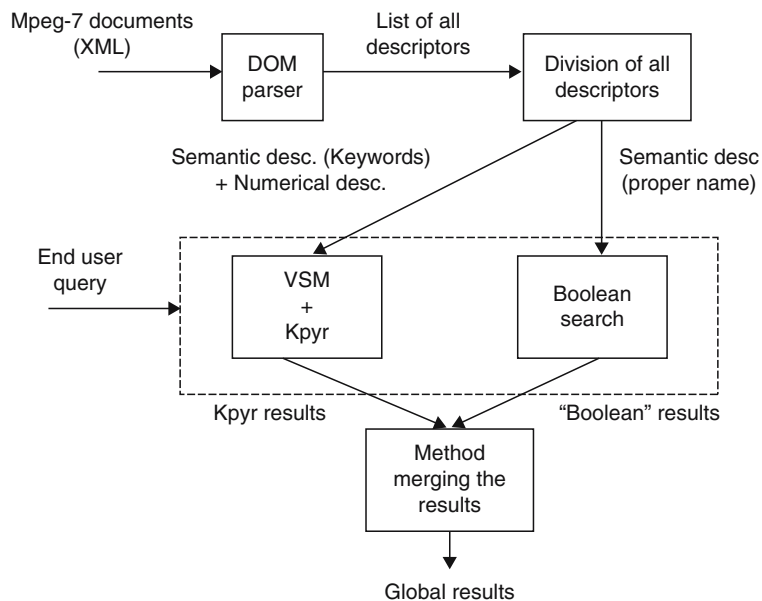 Mpeg-7 documents
(XML)
List of all
descriptors
DOM
parser
Division of all
descriptors
Semantic desc. (Keywords)
+ Numerical desc.
Semantic desc
(proper name)
End user
query
VSM
+
Kpyr
Boolean
search
Kpyr results
“Boolean” results
Method
merging the
results
Global results